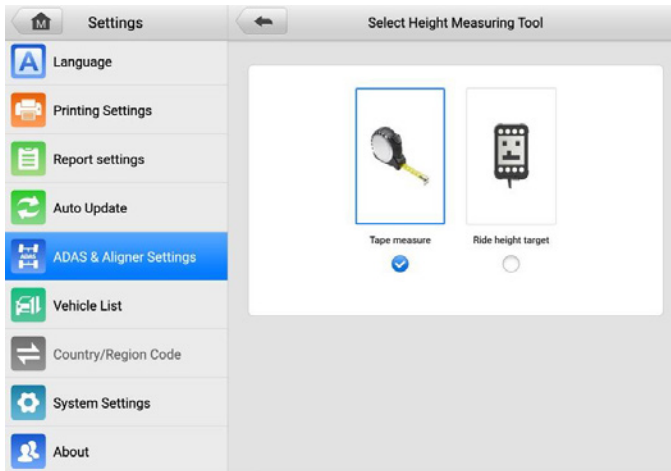 M
Settings
Select Height Measuring Tool
A
Language
Printing Settings
Report settings
Auto Update
ADAS
ADAS & Aligner Settings
Vehicle List
Country/Region Code
System Settings
About
Tape measure
Ride height target